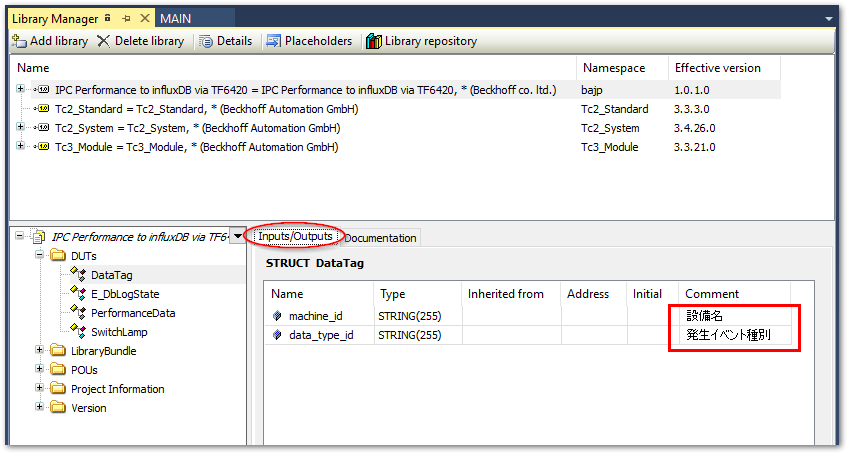 Library Manager MAIN
Add library Delete library Details Placeholders Library repository
Name Namespace Effective version
IPC Performance to influxDB via TF6420 = IPC Performance to influxDB via TF6420, * (Beckhoff co. ltd.) bajp 1.0.1.0
Tc2_Standard = Tc2_Standard, * (Beckhoff Automation GmbH) Tc2_Standard 3.3.3.0
Tc2_System = Tc2_System, * (Beckhoff Automation GmbH) Tc2_System 3.4.26.0
Tc3_Module = Tc3_Module, * (Beckhoff Automation GmbH) Tc3_Module 3.3.21.0
IPC Performance to influxDB via TF6
DUTs
DataTag
E_DbLogState
PerformanceData
SwitchLamp
LibraryBundle
POUs
Project Information
Version
Inputs/Outputs Documentation
STRUCT DataTag
Name Type Inherited from Address Initial Comment
machine_id STRING(255) 設備名
data_type_id STRING(255) 発生イベント種別